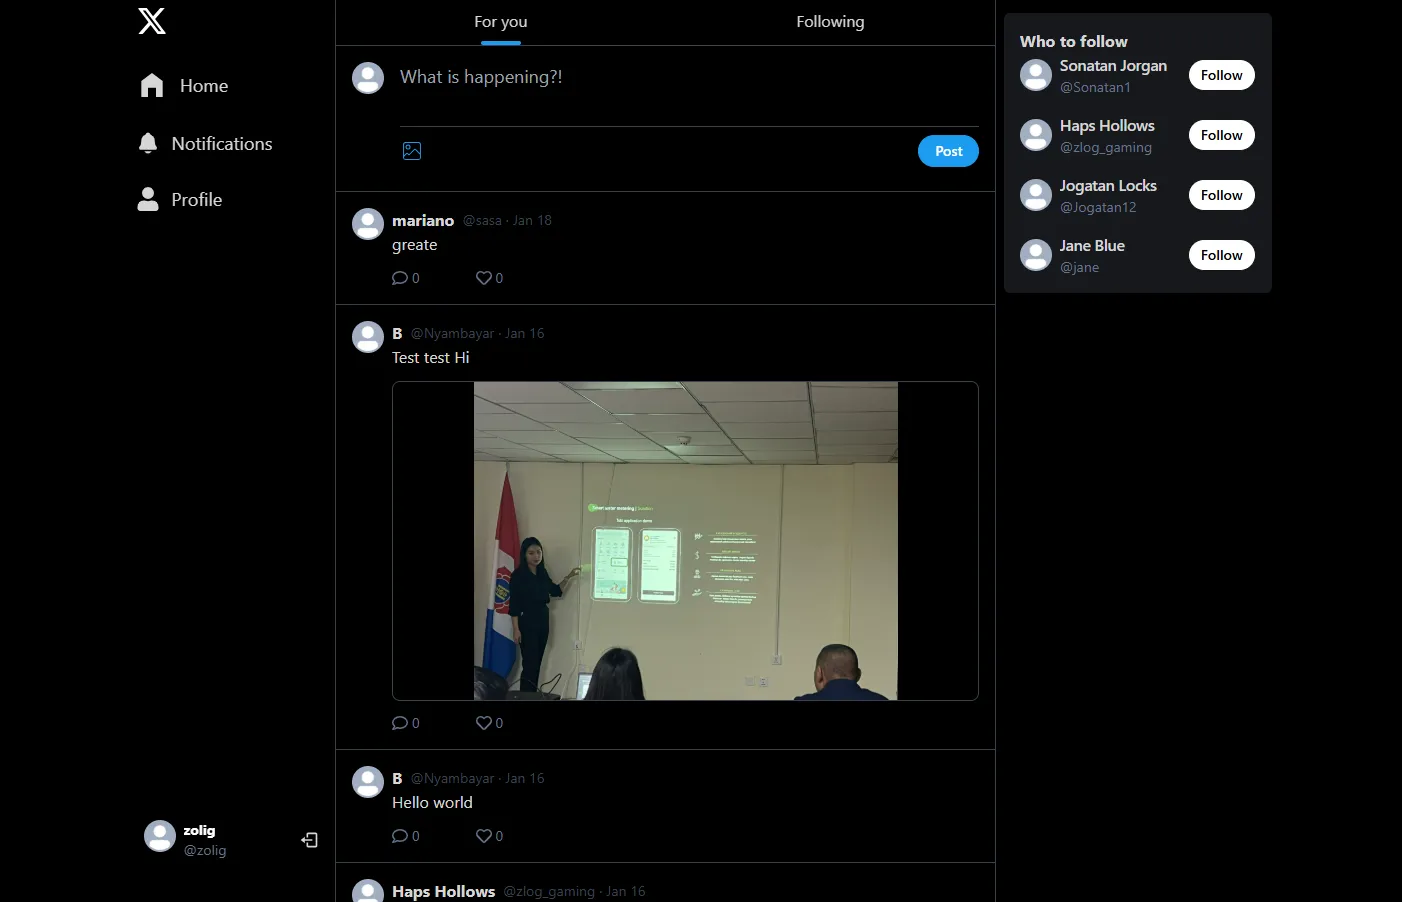 Home
Notifications
Profile
zolig
@zolig
For you
Following
What is happening?!
Post
mariano @sasa · Jan 18
greate
0 0
B @Nyambayar · Jan 16
Test test Hi
0 0
B @Nyambayar · Jan 16
Hello world
0 0
Haps Hollows @zlog_gaming · Jan 16
Who to follow
Sonatan Jorgan
@Sonatan1
Follow
Haps Hollows
@zlog_gaming
Follow
Jogatan Locks
@Jogatan12
Follow
Jane Blue
@jane
Follow